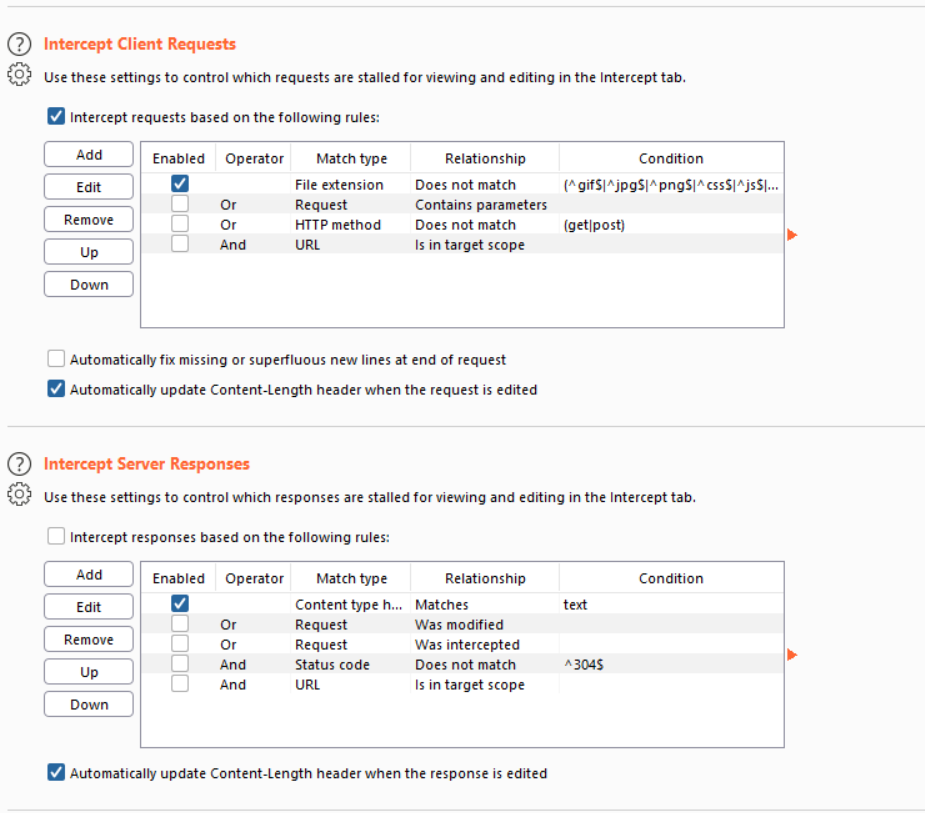 Intercept Client Requests
Use these settings to control which requests are stalled for viewing and editing in the Intercept tab.
Intercept requests based on the following rules:
Add
Edit
Remove
Up
Down
Enabled Operator Match type Relationship Condition
File extension Does not match (^gif$|^jpg$|^png$|^css$|^js$|...
Or Request Contains parameters
Or HTTP method Does not match (get|post)
And URL Is in target scope
Automatically fix missing or superfluous new lines at end of request
Automatically update Content-Length header when the request is edited
Intercept Server Responses
Use these settings to control which responses are stalled for viewing and editing in the Intercept tab.
Intercept responses based on the following rules:
Add
Edit
Remove
Up
Down
Enabled Operator Match type Relationship Condition
Content type h... Matches text
Or Request Was modified
Or Request Was intercepted
And Status code Does not match ^304$
And URL Is in target scope
Automatically update Content-Length header when the response is edited